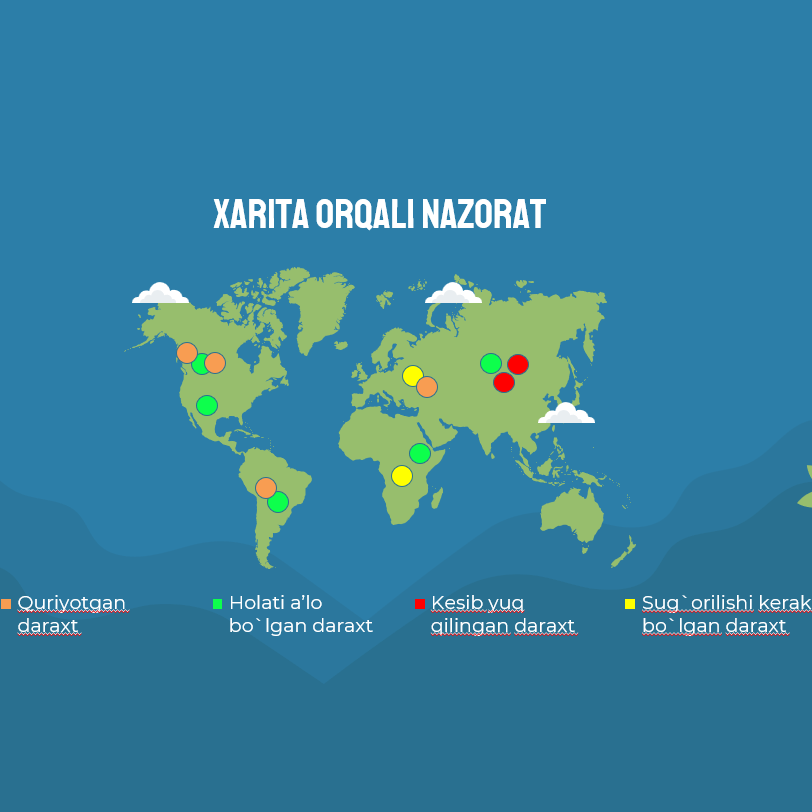 XARITA ORQALI NAZORAT
Quriyotgan
daraxt
Holati a’lo
bo`lgan daraxt
Kesib yuq
qilingan daraxt
Sug`orilishi kerak
bo`lgan daraxt